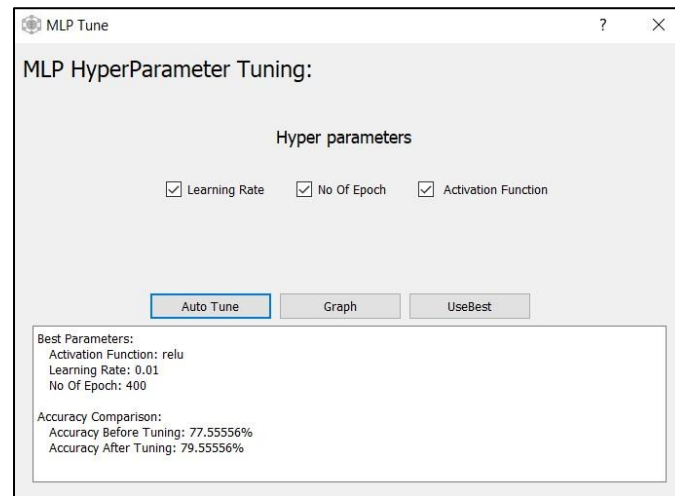 MLP Tune
MLP HyperParameter Tuning:
Hyper parameters
Learning Rate No Of Epoch Activation Function
Auto Tune Graph UseBest
Best Parameters:
Activation Function: relu
Learning Rate: 0.01
No Of Epoch: 400
Accuracy Comparison:
Accuracy Before Tuning: 77.55556%
Accuracy After Tuning: 79.55556%